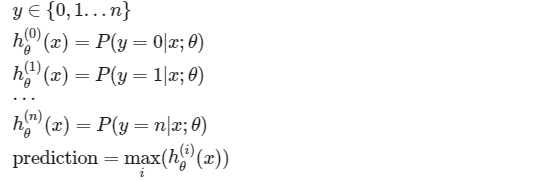 y ∈ {0, 1...n}
h_θ^(0)(x) = P(y = 0|x; θ)
h_θ^(1)(x) = P(y = 1|x; θ)
⋯
h_θ^(n)(x) = P(y = n|x; θ)
prediction = max_i(h_θ^(i)(x))